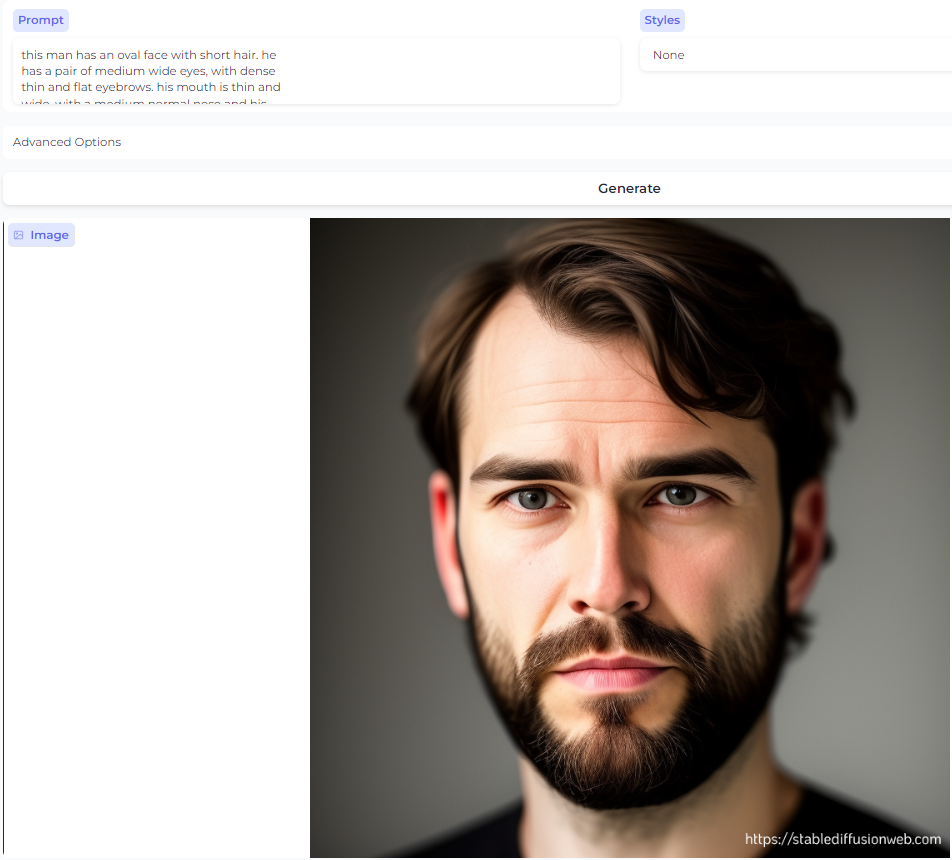 Prompt
Styles
this man has an oval face with short hair. he
has a pair of medium wide eyes, with dense
thin and flat eyebrows. his mouth is thin and
wide, with a medium normal nose and his
None
Advanced Options
Generate
Image
https://stablediffusionweb.com